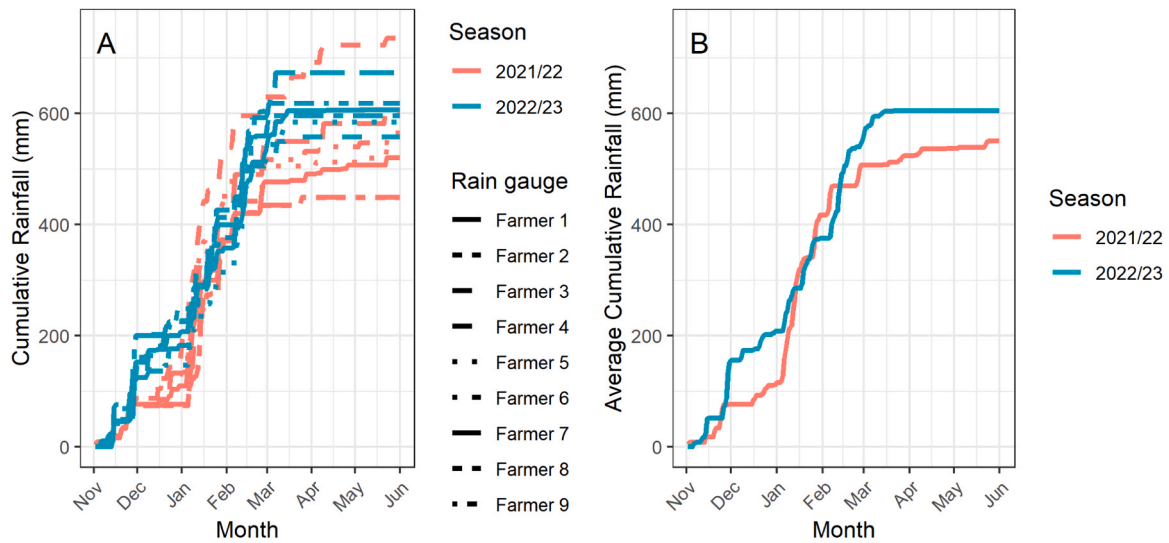 A
Cumulative Rainfall (mm)
600
400
200
0
Nov
Dec
Jan
Feb
Mar
Apr
May
Jun
Month
Season
2021/22
2022/23
Rain gauge
Farmer 1
Farmer 2
Farmer 3
Farmer 4
Farmer 5
Farmer 6
Farmer 7
Farmer 8
Farmer 9
B
Average Cumulative Rainfall (mm)
600
400
200
0
Nov
Dec
Jan
Feb
Mar
Apr
May
Jun
Month
Season
2021/22
2022/23